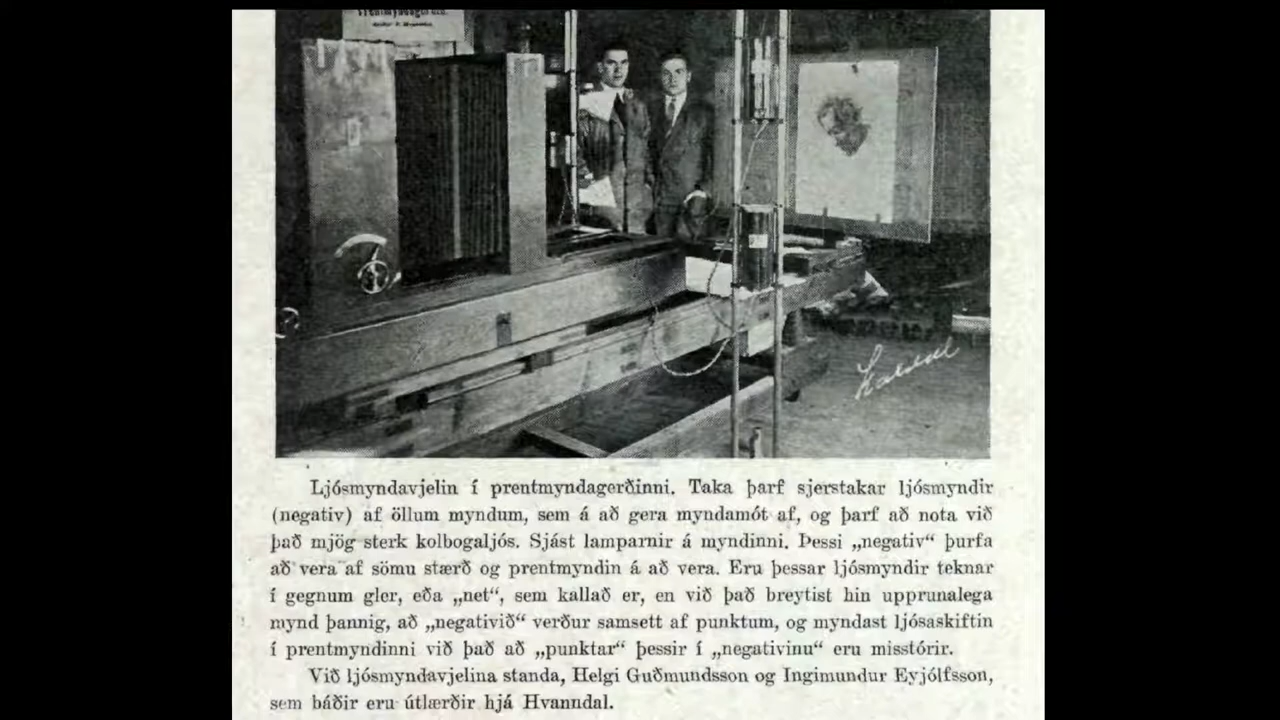 Ljósmyndavjelin í prentmyndagerðinni. Taka þarf sjerstakar ljósmyndir
(negativ) af öllum myndum, sem á að gera myndamót af, og þarf að nota við
það mjög sterk kolbogaljós. Sjást lamparnir á myndinni. Þessi „negativ“ þurfa
að vera af sömu stærð og prentmyndin á að vera. Eru þessar ljósmyndir teknar
í gegnum gler, eða „net“, sem kallað er, en við það breytist hin upprunalega
mynd þannig, að „negativið“ verður samsett af punktum, og myndast ljósaskiftin
í prentmyndinni við það að „punktar“ þessir í „negativinu“ eru misstórir.
Við ljósmyndavjelina standa, Helgi Guðmundsson og Ingimundur Eyjólfsson,
sem báðir eru útlærðir hjá Hvanndal.